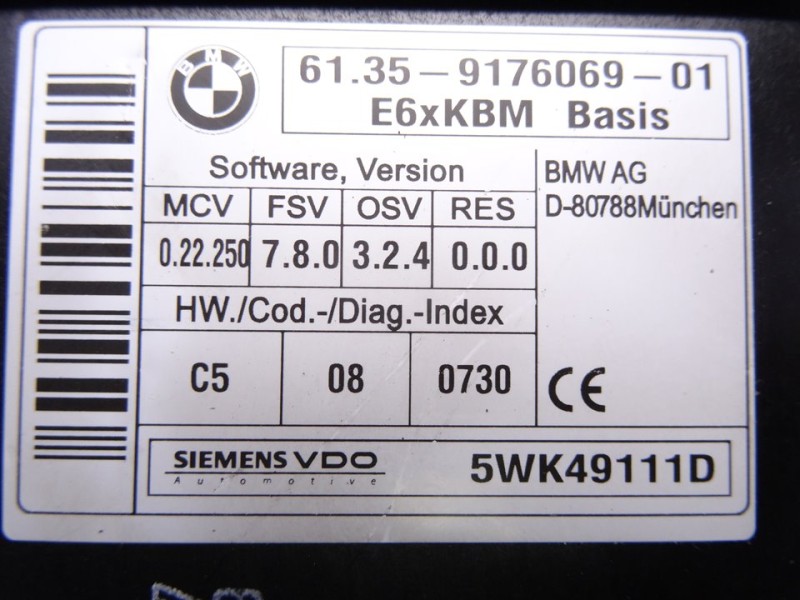 BMW
61.35-9176069-01
E6xKBM Basis
Software, Version
MCV FSV OSV RES
0.22.250 7.8.0 3.2.4 0.0.0
HW./Cod.-/Diag.-Index
C5 08 0730
BMW AG
D-80788München
CE
SIEMENS VDO
Automotive
5WK49111D